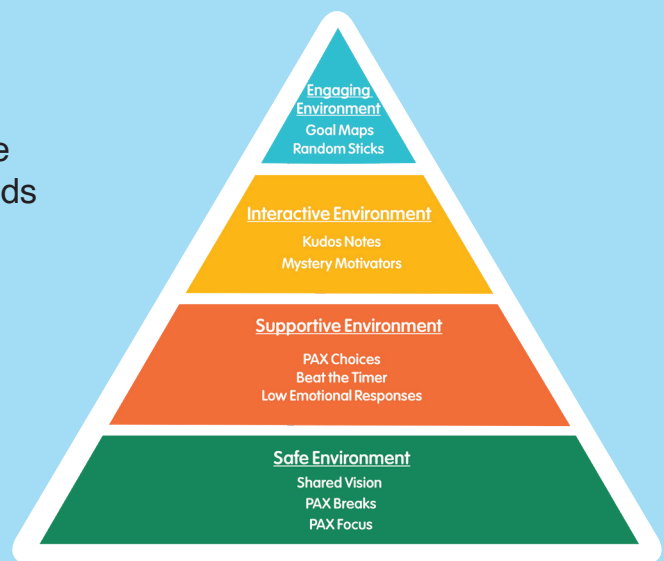 e
ds
Engaging
Environment
Goal Maps
Random Sticks
Interactive Environment
Kudos Notes
Mystery Motivators
Supportive Environment
PAX Choices
Beat the Timer
Low Emotional Responses
Safe Environment
Shared Vision
PAX Breaks
PAX Focus